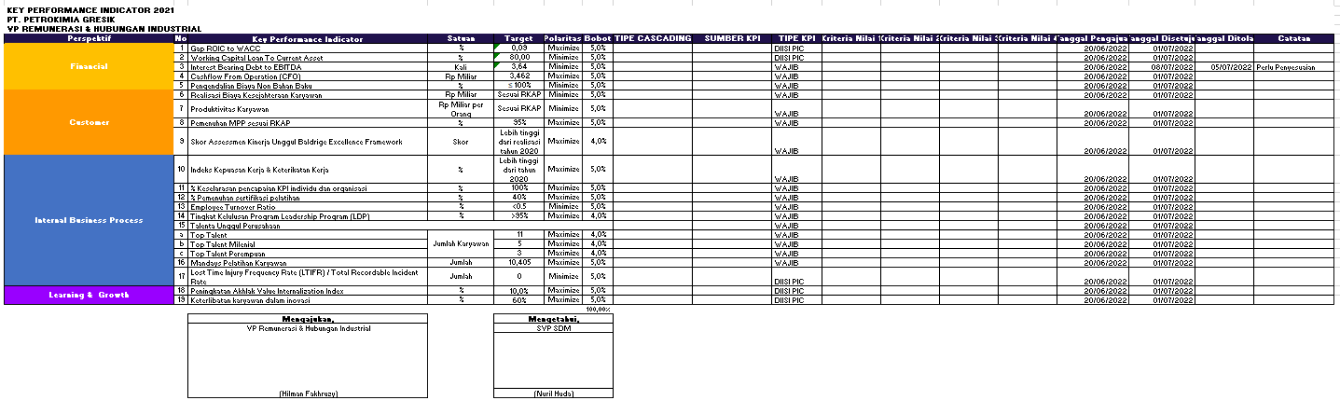 KEY PERFORMANCE INDICATOR 2021
PT. PETROKIMIA GRESIK
VP REMUNERASI & HUBUNGAN INDUSTRIAL
Perspektif No Key Performance Indicator Satuan Target Polaritas Bobot TIPE CASCADING SUMBER KPI TIPE KPI Kriteria Nilai Kriteria Nilai Kriteria Nilai Kriteria Nilai Tanggal Pengajua anggal Disetuju anggal Ditola Catatan
Financial
1 Gap ROIC to WACC % 0,09 Maximize 5,0% DIISI PIC 20/06/2022 01/07/2022
2 Working Capital Loan To Current Asset % 80,00 Minimize 5,0% DIISI PIC 20/06/2022 01/07/2022
3 Interest Bearing Debt to EBITDA Kali 3,64 Minimize 5,0% WAJIB 20/06/2022 08/07/2022 05/07/2022 Perlu Penyesuaian
4 Cashflow From Operation (CFO) Rp Miliar 3,462 Maximize 5,0% WAJIB 20/06/2022 01/07/2022
5 Pengendalian Biaya Non Bahan Baku % ≤ 100% Minimize 5,0% WAJIB 20/06/2022 01/07/2022
Customer
6 Realisasi Biaya Kesejahteraan Karyawan Rp Miliar Sesuai RKAP Minimize 5,0% WAJIB 20/06/2022 01/07/2022
7 Produktivitas Karyawan Rp Miliar per Orang Sesuai RKAP Minimize 5,0% WAJIB 20/06/2022 01/07/2022
8 Pemenuhan MPP sesuai RKAP % 95% Maximize 5,0% WAJIB 20/06/2022 01/07/2022
9 Skor Assessmen Kinerja Unggul Baldrige Excellence Framework Skor Lebih tinggi dari realisasi tahun 2020 Maximize 4,0% WAJIB 20/06/2022 01/07/2022
Internal Business Process
10 Indeks Kepuasan Kerja & Keterikatan Kerja % Lebih tinggi dari tahun 2020 Maximize 5,0% WAJIB 20/06/2022 01/07/2022
11 % Keselarasan pencapaian KPI individu dan organisasi % 100% Maximize 5,0% WAJIB 20/06/2022 01/07/2022
12 % Pemenuhan sertifikasi pelatihan % 40% Maximize 5,0% WAJIB 20/06/2022 01/07/2022
13 Employee Turnover Ratio % <0.5 Minimize 5,0% WAJIB 20/06/2022 01/07/2022
14 Tingkat Kelulusan Program Leadership Program (LDP) % >95% Maximize 4,0% WAJIB 20/06/2022 01/07/2022
15 Talenta Unggul Perusahaan
a Top Talent Jumlah Karyawan 11 Maximize 4,0% WAJIB 20/06/2022 01/07/2022
b Top Talent Milenial 5 Maximize 4,0% WAJIB 20/06/2022 01/07/2022
c Top Talent Perempuan 3 Maximize 4,0% WAJIB 20/06/2022 01/07/2022
16 Mandays Pelatihan Karyawan Jumlah 10,405 Maximize 5,0% WAJIB 20/06/2022 01/07/2022
17 Lost Time Injury Frequency Rate (LTIFR) / Total Recordable Incident Rate Jumlah 0 Minimize 5,0% DIISI PIC 20/06/2022 01/07/2022
Learning & Growth
18 Peningkatan Akhlak Value Internalization Index % 10,0% Maximize 5,0% DIISI PIC 20/06/2022 01/07/2022
19 Keterlibatan karyawan dalam inovasi % 60% Maximize 5,0% DIISI PIC 20/06/2022 01/07/2022
100,00%
Mengajukan, Mengetahui,
VP Remunerasi & Hubungan Industrial SVP SDM
(Hilman Fakhruzy) (Nuril Huda)